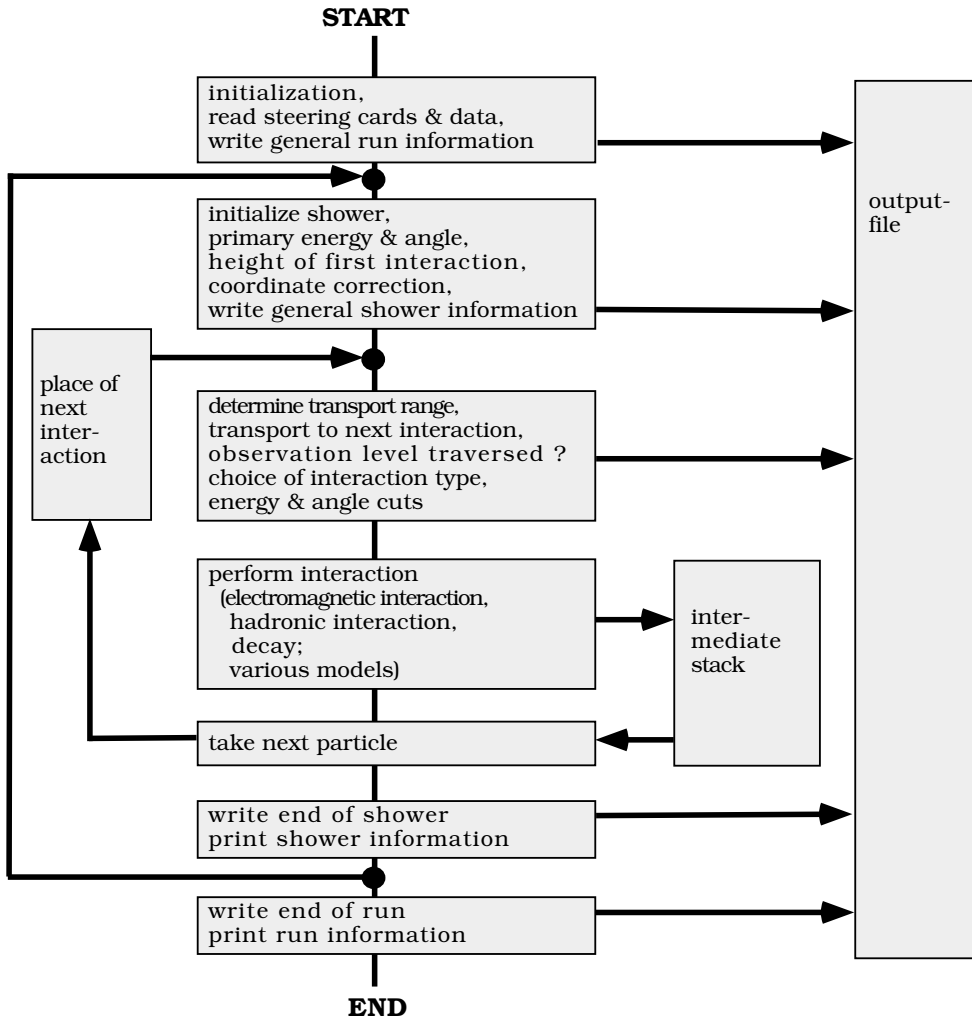 START
initialization,
read steering cards & data,
write general run information
output-
file
initialize shower,
primary energy & angle,
height of first interaction,
coordinate correction,
write general shower information
place of
next
inter-
action
determine transport range,
transport to next interaction,
observation level traversed ?
choice of interaction type,
energy & angle cuts
perform interaction
(electromagnetic interaction,
hadronic interaction,
decay;
various models)
inter-
mediate
stack
take next particle
write end of shower
print shower information
write end of run
print run information
END